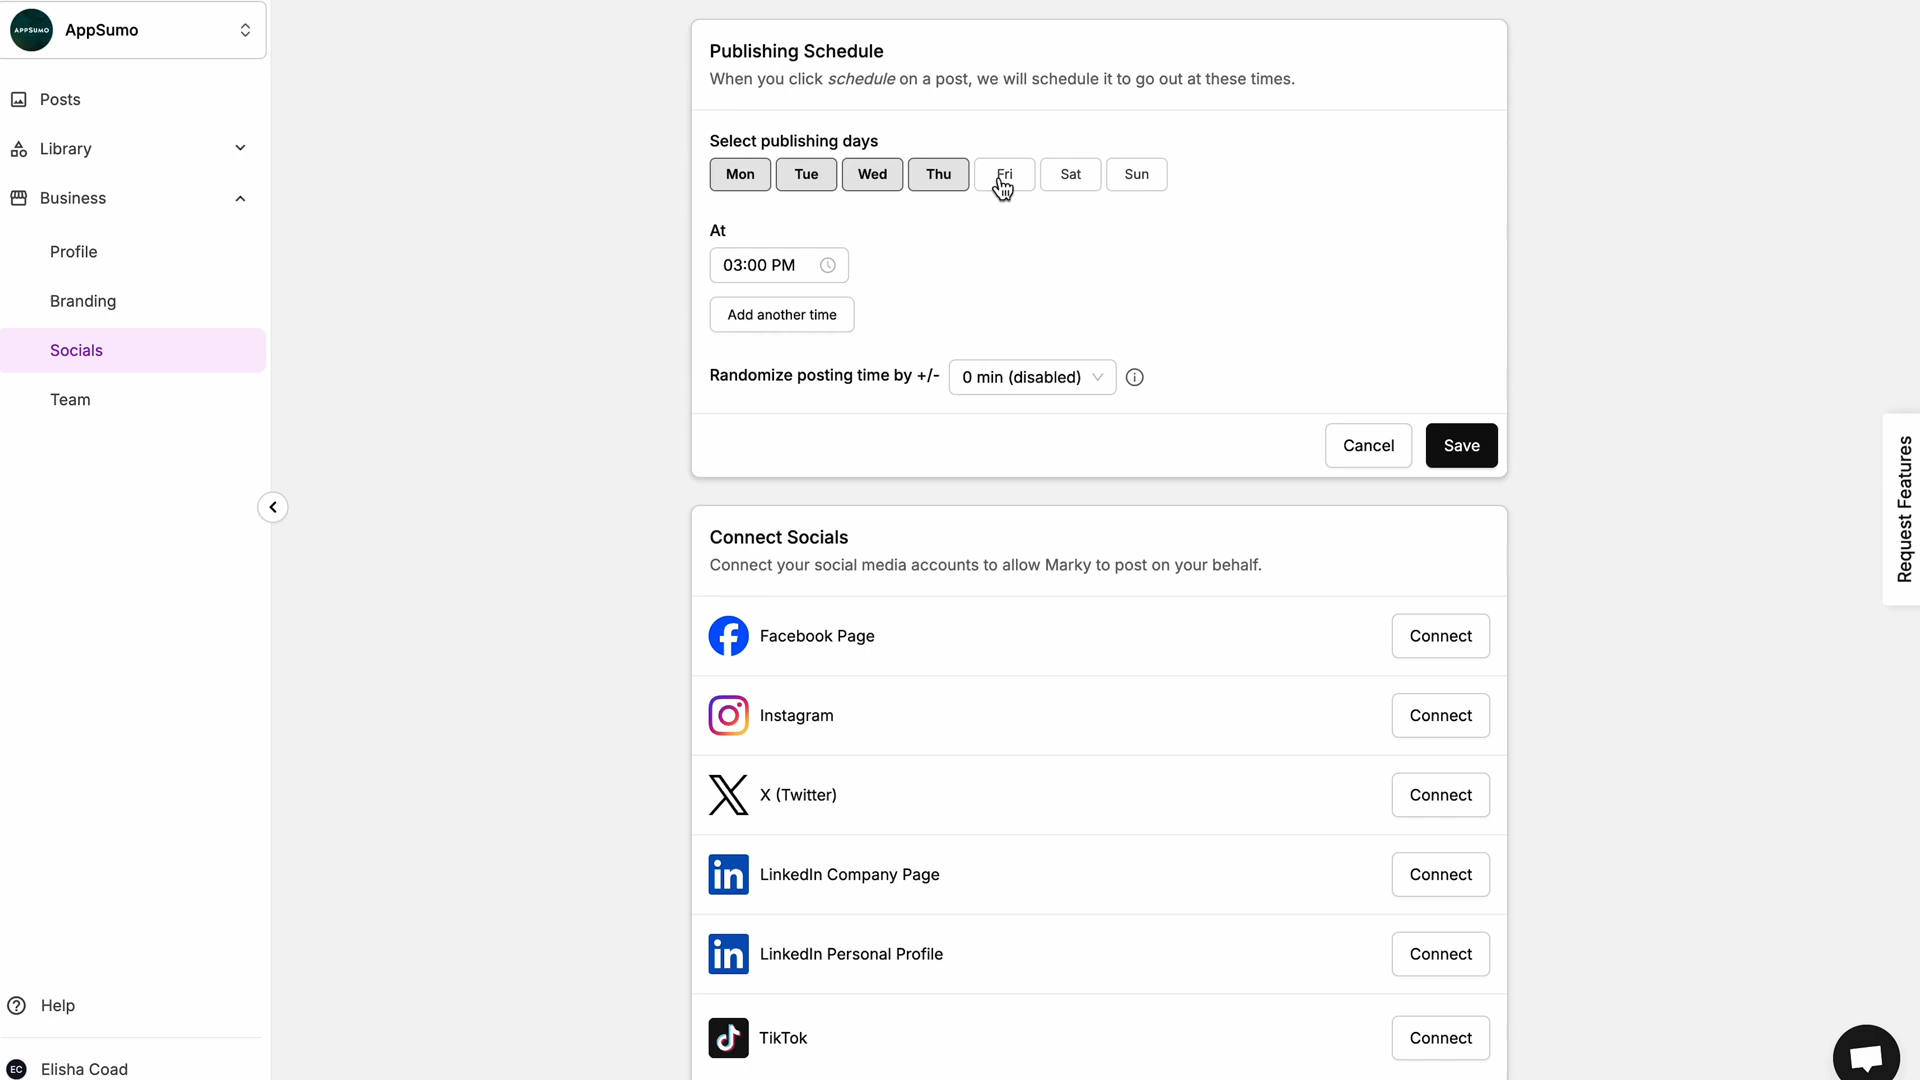 APPSUMO
AppSumo
Posts
Library
Business
Profile
Branding
Socials
Team
Help
EC
Elisha Coad
Publishing Schedule
When you click schedule on a post, we will schedule it to go out at these times.
Select publishing days
Mon Tue Wed Thu Fri Sat Sun
At
03:00 PM
Add another time
Randomize posting time by +/- 0 min (disabled)
Cancel Save
Connect Socials
Connect your social media accounts to allow Marky to post on your behalf.
Facebook Page Connect
Instagram Connect
X (Twitter) Connect
in LinkedIn Company Page Connect
in LinkedIn Personal Profile Connect
TikTok Connect
Request Features